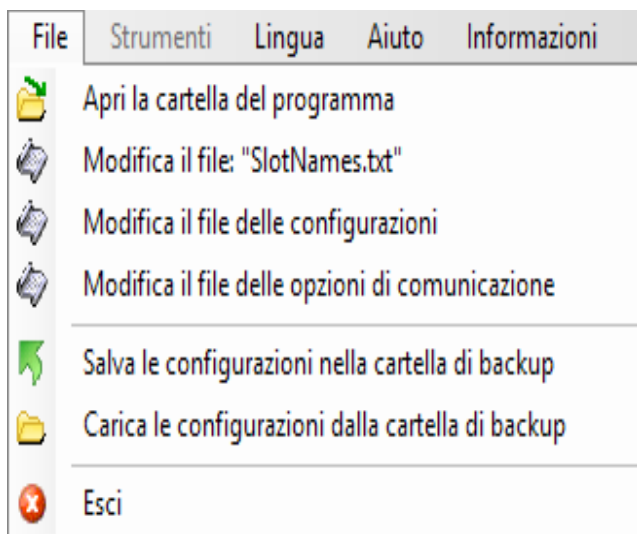 File Strumenti Lingua Aiuto Informazioni
Apri la cartella del programma
Modifica il file: "SlotNames.txt"
Modifica il file delle configurazioni
Modifica il file delle opzioni di comunicazione
Salva le configurazioni nella cartella di backup
Carica le configurazioni dalla cartella di backup
Esci